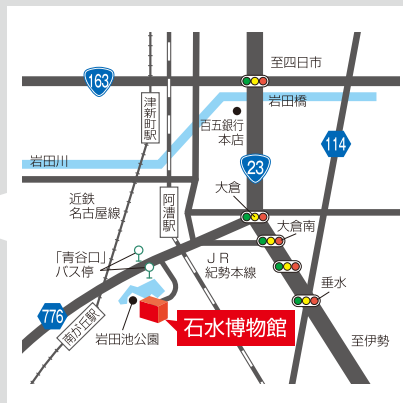 163
至四日市
岩田橋
津新町駅
百五銀行
本店
114
岩田川
23
大倉
近鉄
名古屋線
阿漕駅
大倉南
「青谷口」
バス停
ＪＲ
紀勢本線
垂水
776
南が丘駅
岩田池公園
石水博物館
至伊勢